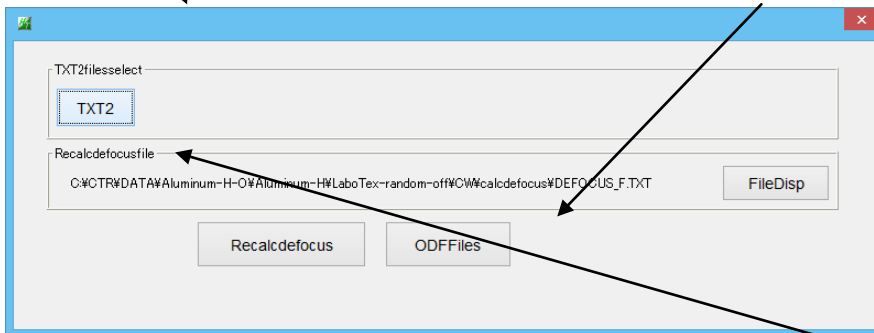 TXT2filesselect
TXT2
Recalcdefocusfile
C:¥CTR¥DATA¥Aluminum-H-O¥Aluminum-H¥LaboTex-random-off¥CW¥calcdefocus¥DEFOCUS_F.TXT
FileDisp
Recalcdefocus
ODFFiles